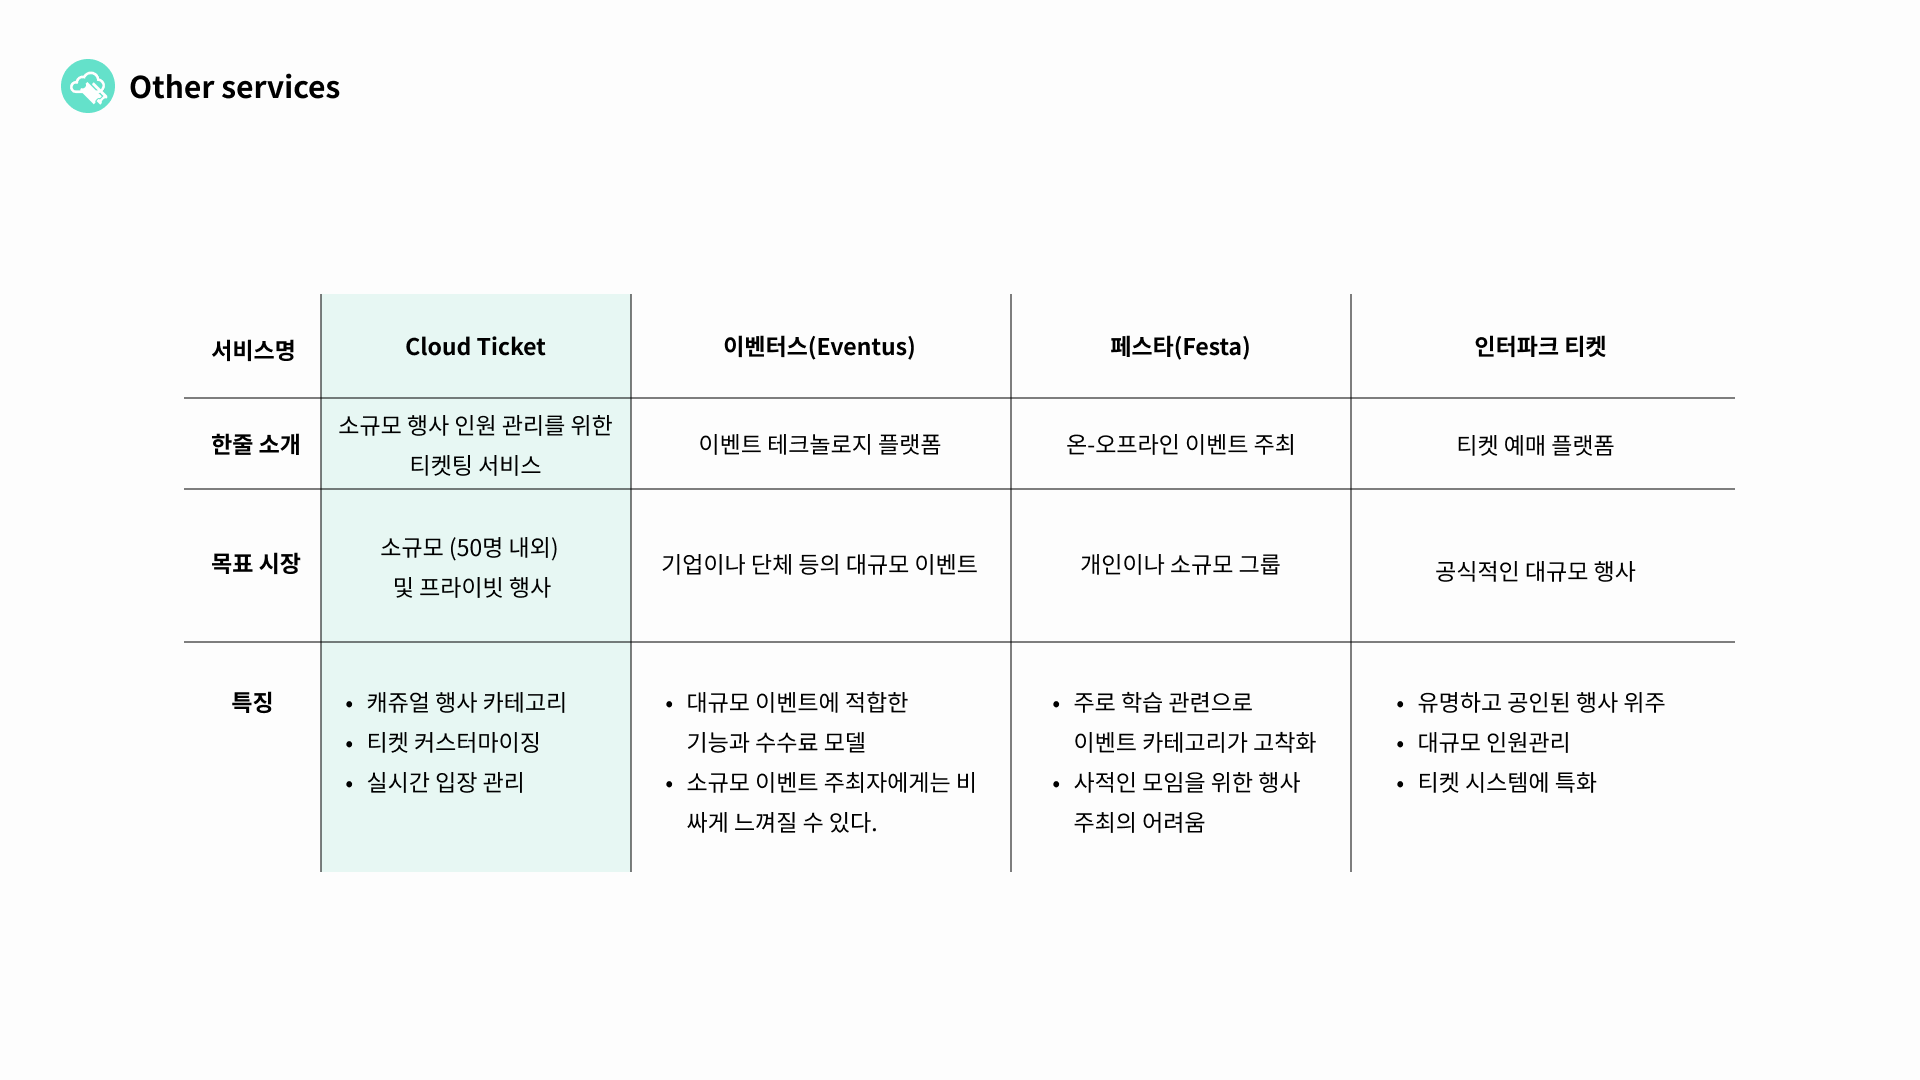 Other services
서비스명
Cloud Ticket
이벤터스(Eventus)
페스타(Festa)
인터파크 티켓
한줄 소개
소규모 행사 인원 관리를 위한
티켓팅 서비스
이벤트 테크놀로지 플랫폼
온-오프라인 이벤트 주최
티켓 예매 플랫폼
목표 시장
소규모 (50명 내외)
및 프라이빗 행사
기업이나 단체 등의 대규모 이벤트
개인이나 소규모 그룹
공식적인 대규모 행사
특징
• 캐쥬얼 행사 카테고리
• 티켓 커스터마이징
• 실시간 입장 관리
• 대규모 이벤트에 적합한
기능과 수수료 모델
• 소규모 이벤트 주최자에게는 비
싸게 느껴질 수 있다.
• 주로 학습 관련으로
이벤트 카테고리가 고착화
• 사적인 모임을 위한 행사
주최의 어려움
• 유명하고 공인된 행사 위주
• 대규모 인원관리
• 티켓 시스템에 특화